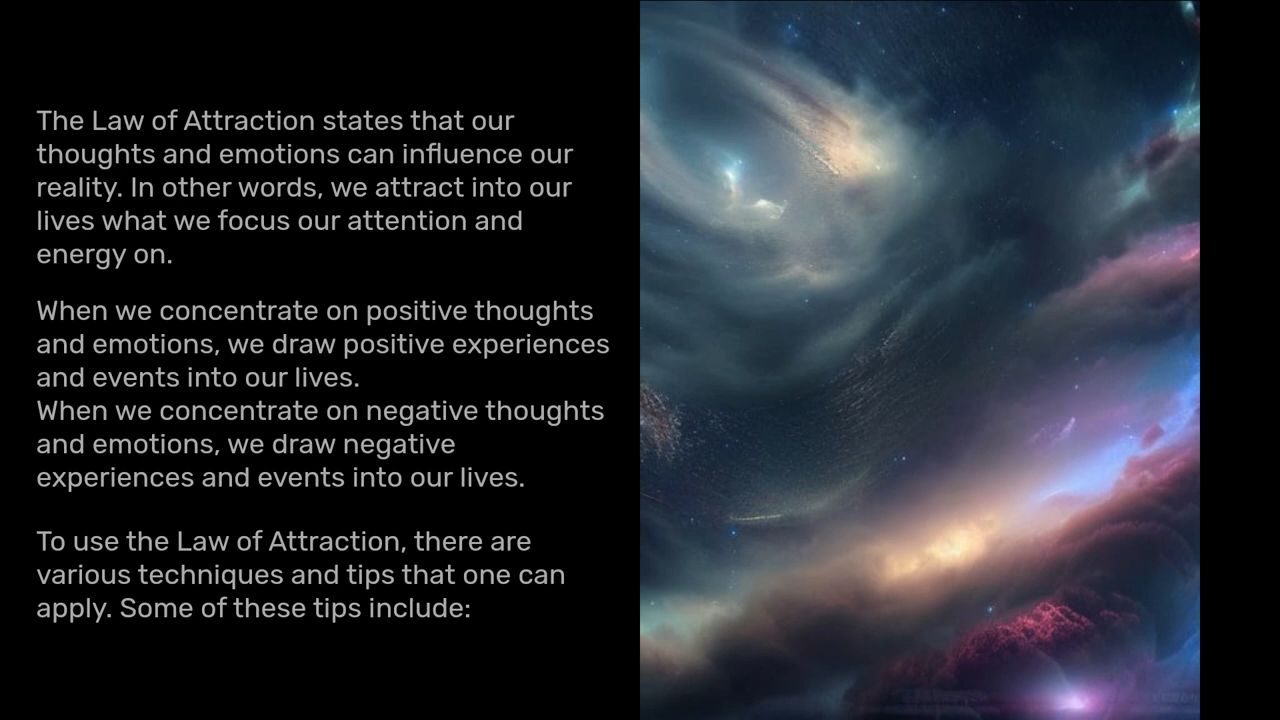 The Law of Attraction states that our
thoughts and emotions can influence our
reality. In other words, we attract into our
lives what we focus our attention and
energy on.
When we concentrate on positive thoughts
and emotions, we draw positive experiences
and events into our lives.
When we concentrate on negative thoughts
and emotions, we draw negative
experiences and events into our lives.
To use the Law of Attraction, there are
various techniques and tips that one can
apply. Some of these tips include: